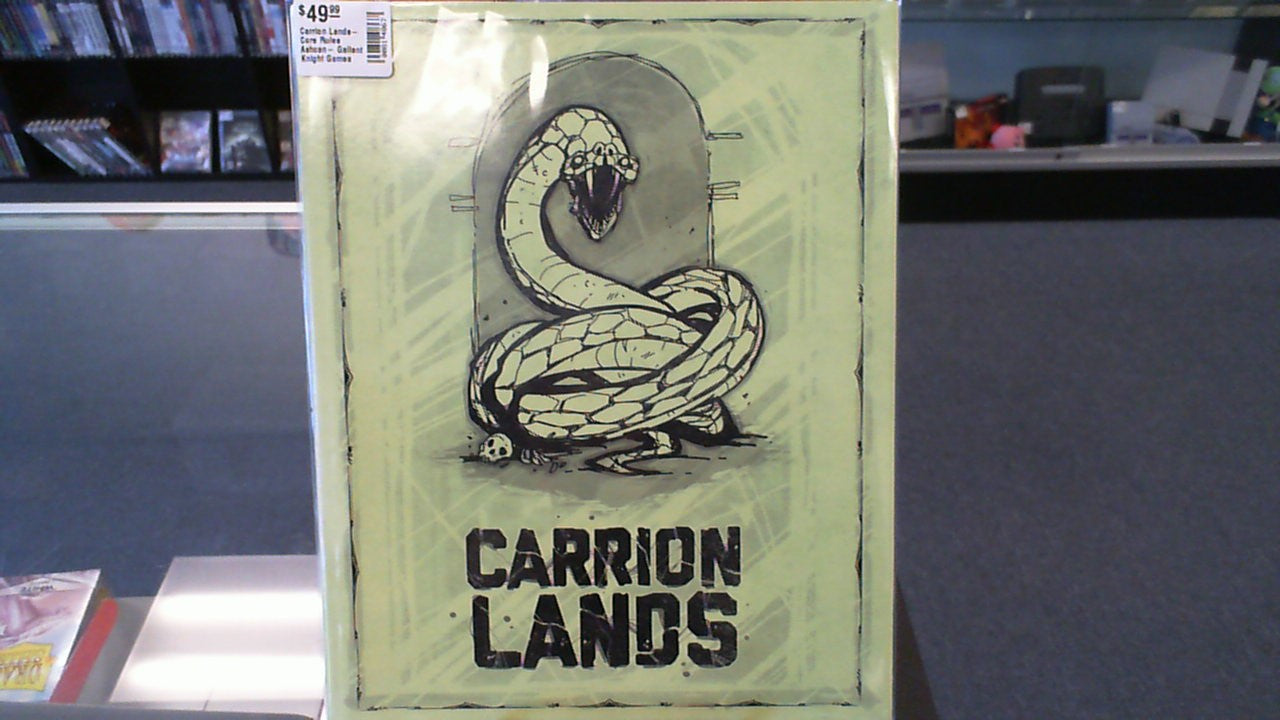 $49.99
Carrion Lands-
Core Rules
Ashcan- Gallant
Knight Games
CARRION
LANDS